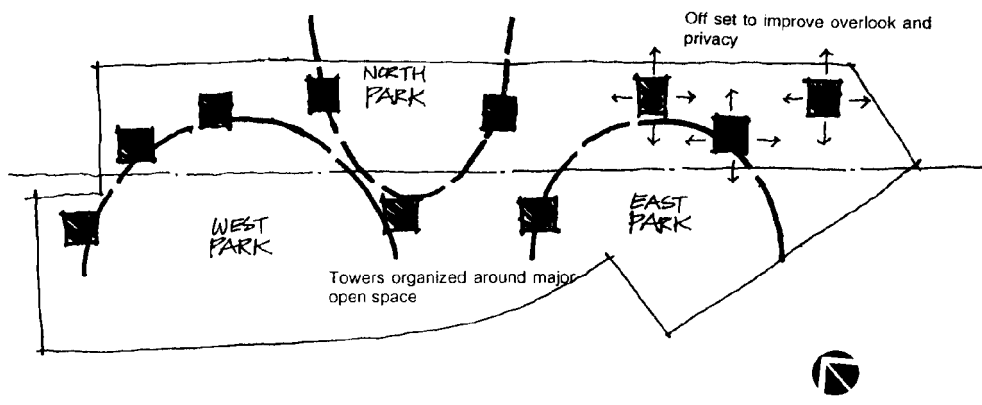 Off set to improve overlook and
privacy
NORTH
PARK
WEST
PARK
EAST
PARK
Towers organized around major
open space